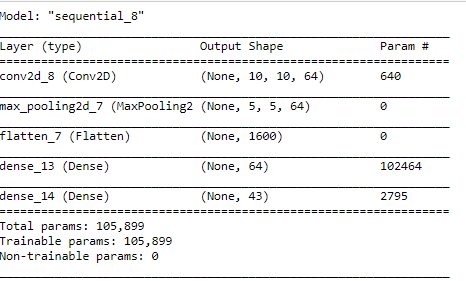 Model: "sequential_8"
Layer (type) Output Shape Param #
conv2d_8 (Conv2D) (None, 10, 10, 64) 640
max_pooling2d_7 (MaxPooling2 (None, 5, 5, 64) 0
flatten_7 (Flatten) (None, 1600) 0
dense_13 (Dense) (None, 64) 102464
dense_14 (Dense) (None, 43) 2795
Total params: 105,899
Trainable params: 105,899
Non-trainable params: 0